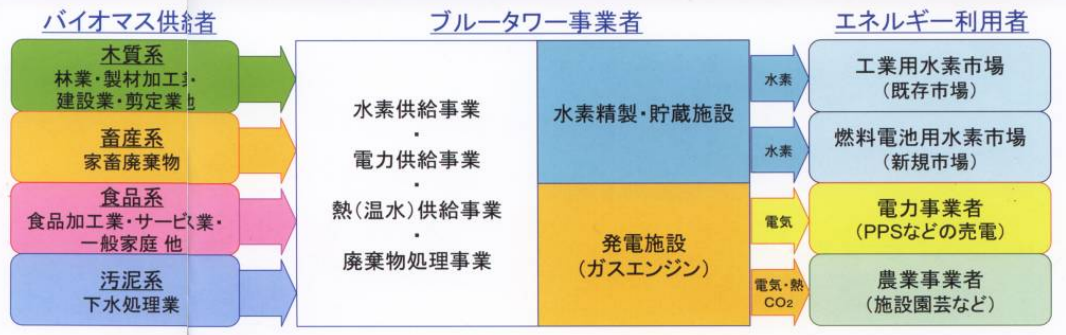 バイオマス供給者
木質系
林業・製材加工業・
建設業・剪定業他
畜産系
家畜廃棄物
食品系
食品加工業・サービス業・
一般家庭 他
汚泥系
下水処理業
ブルータワー事業者
水素供給事業
・
電力供給事業
・
熱(温水)供給事業
・
廃棄物処理事業
水素精製・貯蔵施設
発電施設
(ガスエンジン)
水素
水素
電気
電気・熱
CO₂
エネルギー利用者
工業用水素市場
(既存市場)
燃料電池用水素市場
(新規市場)
電力事業者
(PPSなどの売電)
農業事業者
(施設園芸など)